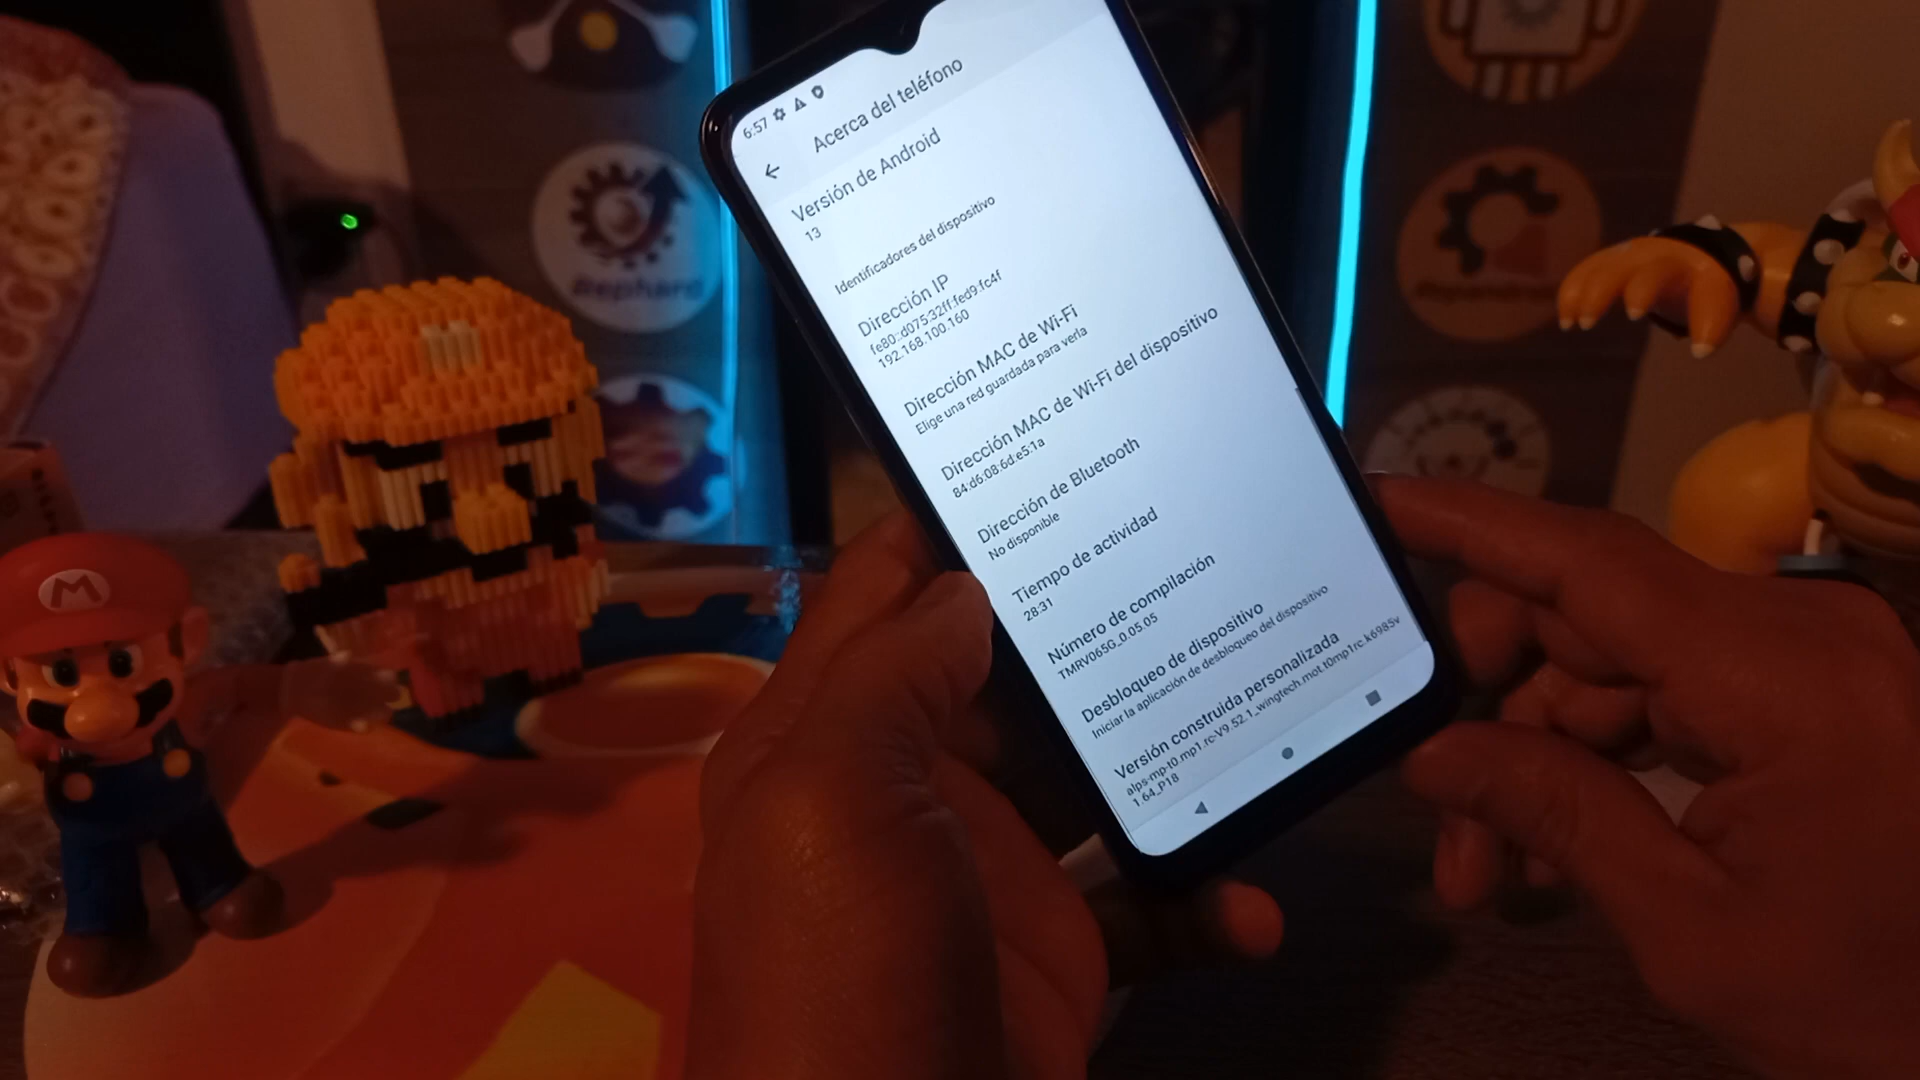 6:57
Acerca del teléfono
Versión de Android
13
Identificadores del dispositivo
Dirección IP
fe80::d075:32ff:fed9:fc4f
192.168.100.160
Dirección MAC de Wi-Fi
Elige una red guardada para verla
Dirección MAC de Wi-Fi del dispositivo
84:d6:08:6d:e5:1a
Dirección de Bluetooth
No disponible
Tiempo de actividad
28:31
Número de compilación
TMRV065G_0.05.05
Desbloqueo de dispositivo
Iniciar la aplicación de desbloqueo del dispositivo
Versión construida personalizada
alps-mp-t0.mp1.rc-V9.52.1_wingtech.mot.t0mp1rc.k6985v
1.64_P18
M